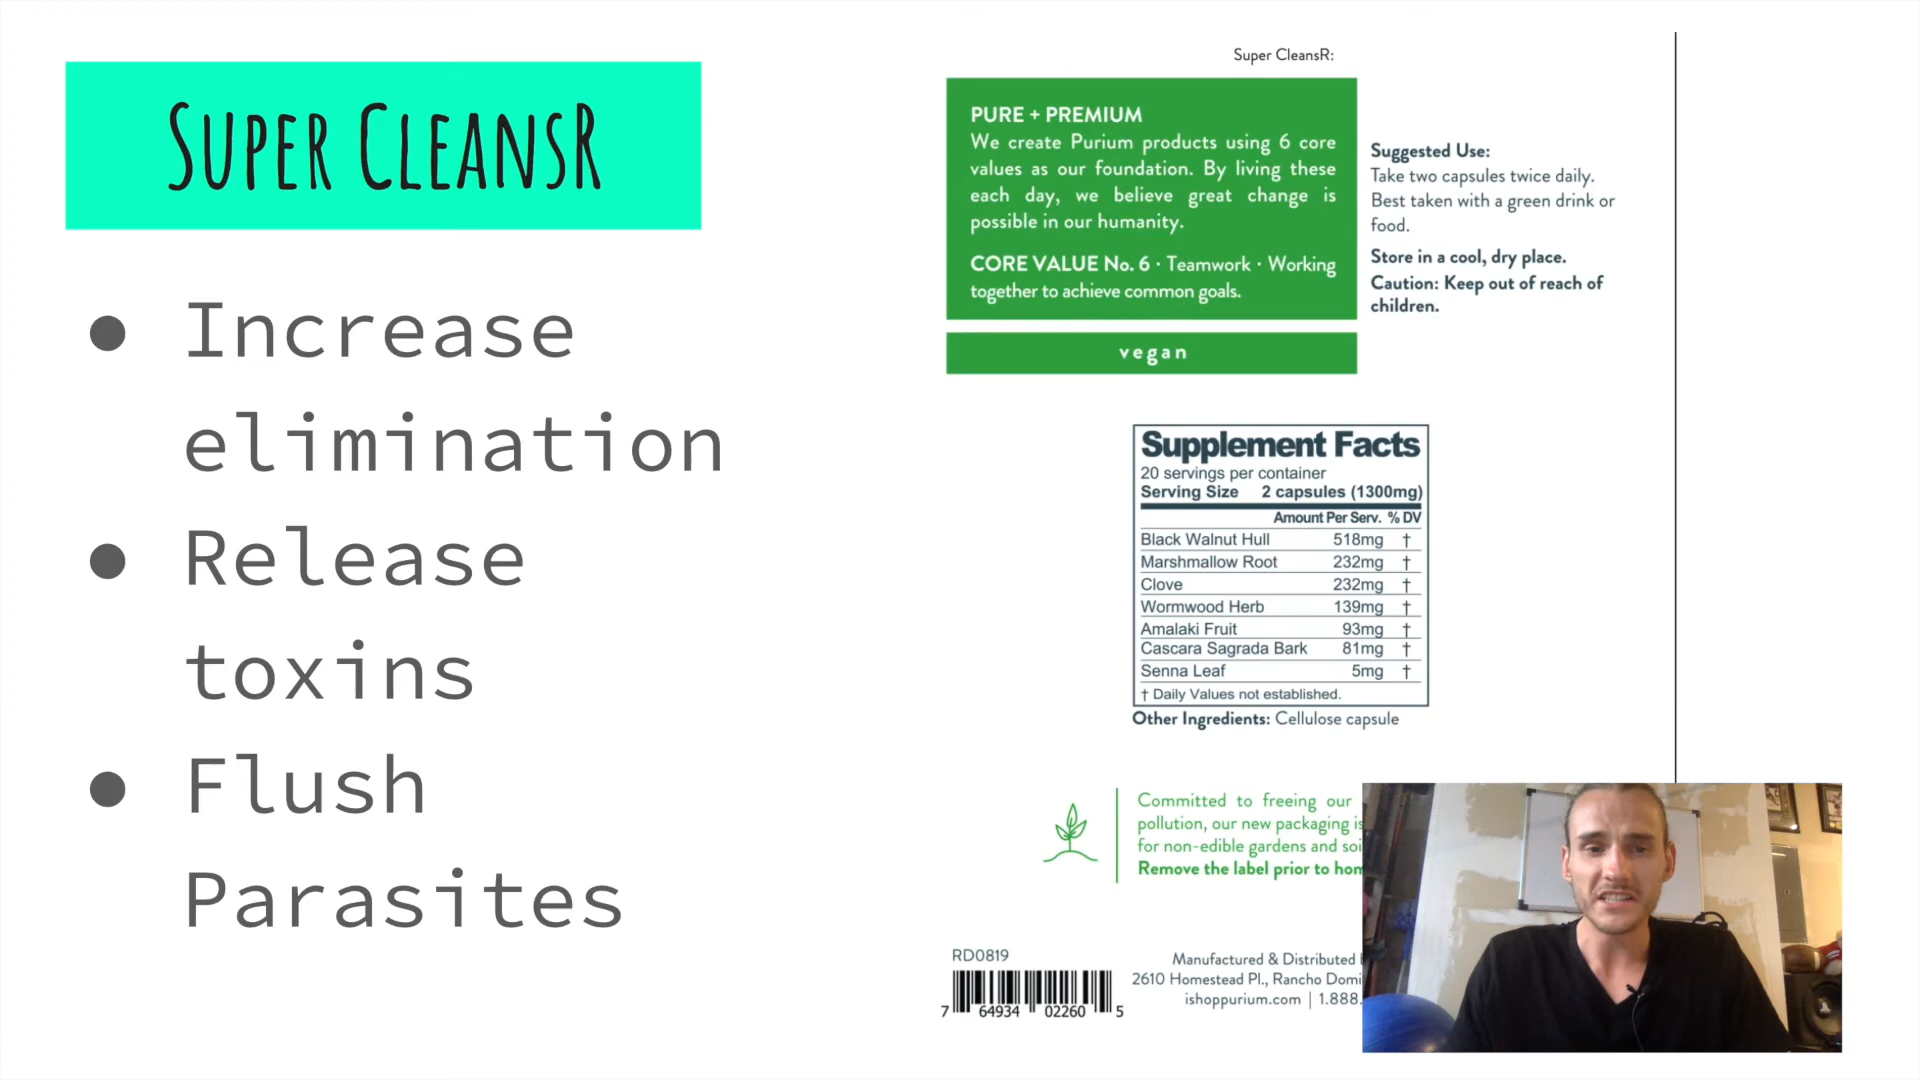 Super CleansR
● Increase
elimination
● Release
toxins
● Flush
Parasites
Super CleansR:
PURE + PREMIUM
We create Purium products using 6 core
values as our foundation. By living these
each day, we believe great change is
possible in our humanity.
CORE VALUE No. 6 · Teamwork · Working
together to achieve common goals.
vegan
Suggested Use:
Take two capsules twice daily.
Best taken with a green drink or
food.
Store in a cool, dry place.
Caution: Keep out of reach of
children.
Supplement Facts
20 servings per container
Serving Size 2 capsules (1300mg)
Amount Per Serv. % DV
Black Walnut Hull 518mg †
Marshmallow Root 232mg †
Clove 232mg †
Wormwood Herb 139mg †
Amalaki Fruit 93mg †
Cascara Sagrada Bark 81mg †
Senna Leaf 5mg †
† Daily Values not established.
Other Ingredients: Cellulose capsule
Committed to freeing our
pollution, our new packaging is
for non-edible gardens and
Remove the label prior to
RD0819
7 64934 02260 5
Manufactured & Distributed
2610 Homestead Pl., Rancho
ishoppurium.com | 1.888.